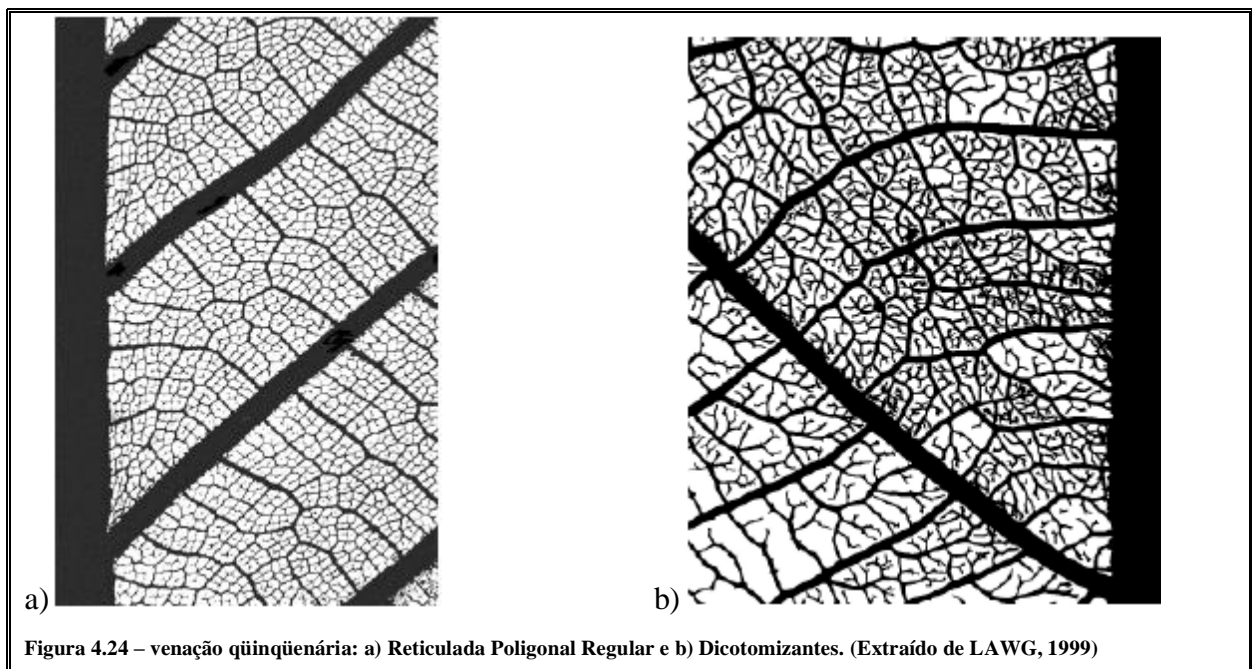 a)
b)
Figura 4.24 – venação qüinqüenária: a) Reticulada Poligonal Regular e b) Dicotomizantes. (Extraído de LAWG, 1999)